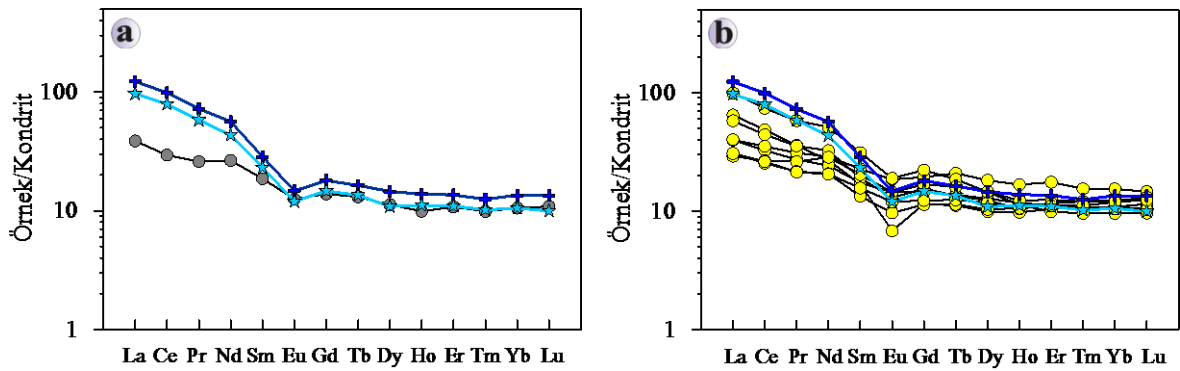 a
Örnek/Kondrit
100
10
1
La Ce Pr Nd Sm Eu Gd Tb Dy Ho Er Tm Yb Lu
b
Örnek/Kondrit
100
10
1
La Ce Pr Nd Sm Eu Gd Tb Dy Ho Er Tm Yb Lu